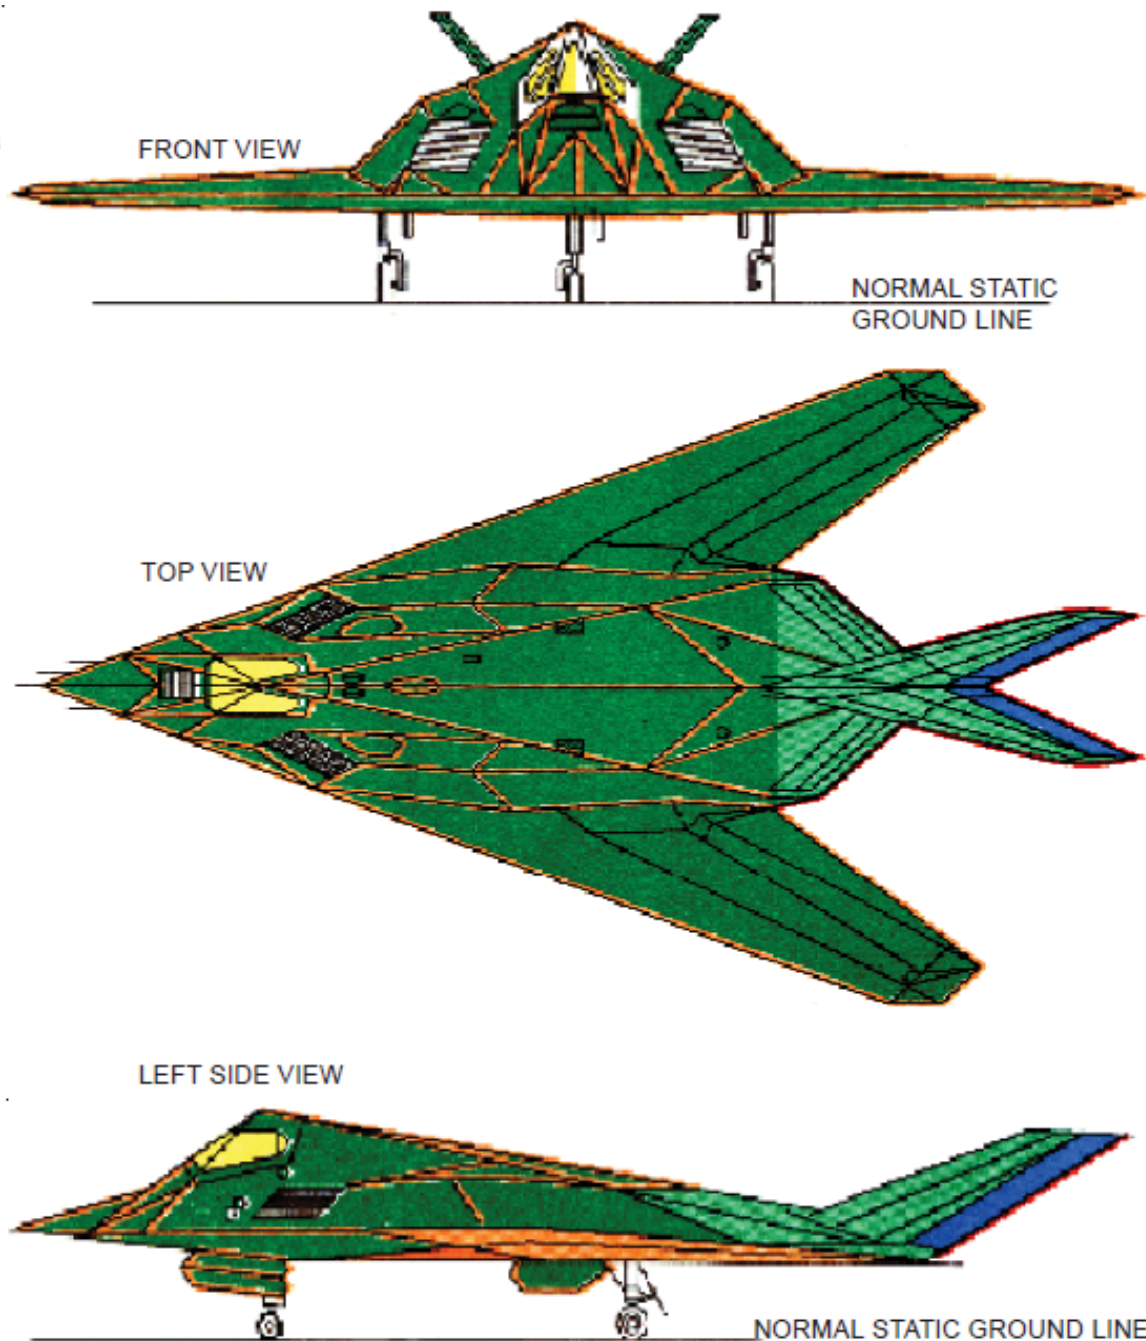 FRONT VIEW
NORMAL STATIC
GROUND LINE
TOP VIEW
LEFT SIDE VIEW
NORMAL STATIC GROUND LINE